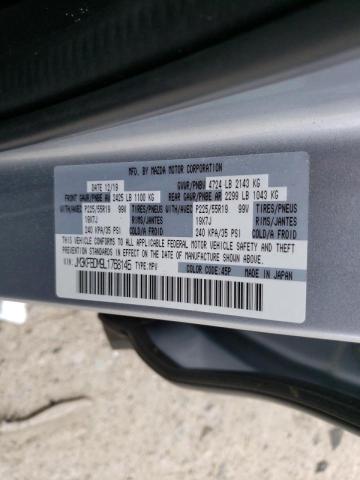 MFD. BY MAZDA MOTOR CORPORATION
DATE 12/19 GVWR/PNBV 4724 LB 2143 KG
FRONT GAWR/PNBE AV 2425 LB 1100 KG REAR GAWR/PNBE AR 2299 LB 1043 KG
WITH/AVEC P225/55R19 99V TIRES/PNEUS WITH/AVEC P225/55R19 99V TIRES/PNEUS
19X7J RIMS/JANTES 19X7J RIMS/JANTES
@ 240 KPA/35 PSI COLD/A FROID @ 240 KPA/35 PSI COLD/A FROID
THIS VEHICLE CONFORMS TO ALL APPLICABLE FEDERAL MOTOR VEHICLE
SAFETY STANDARDS IN EFFECT ON THE DATE OF MANUFACTURE SHOWN ABOVE.
: TYPE:MPV
COLOR CODE:45P MADE IN JAPAN